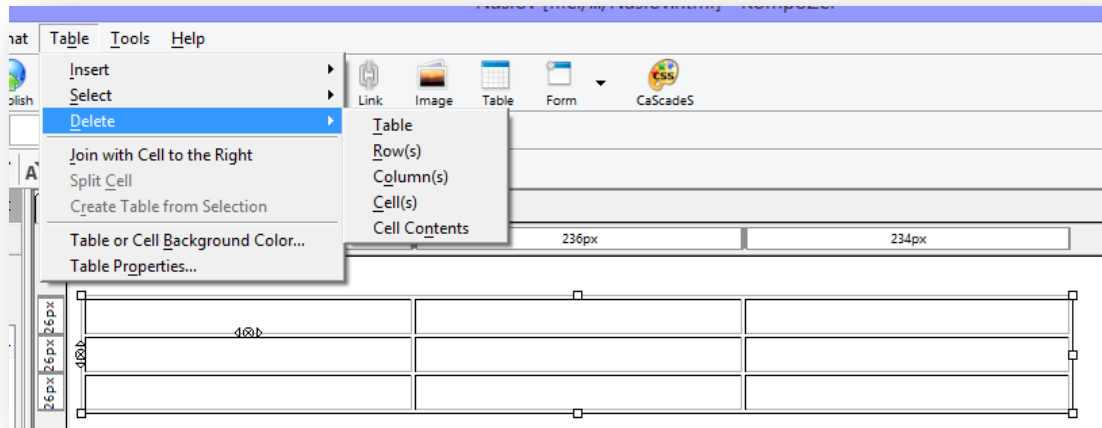 Table Tools Help
Insert
Select
Delete
Join with Cell to the Right
Split Cell
Create Table from Selection
Table or Cell Background Color...
Table Properties...
Link Image Table Form CaScadeS
Table
Row(s)
Column(s)
Cell(s)
Cell Contents
236px 234px
26px
26px
26px